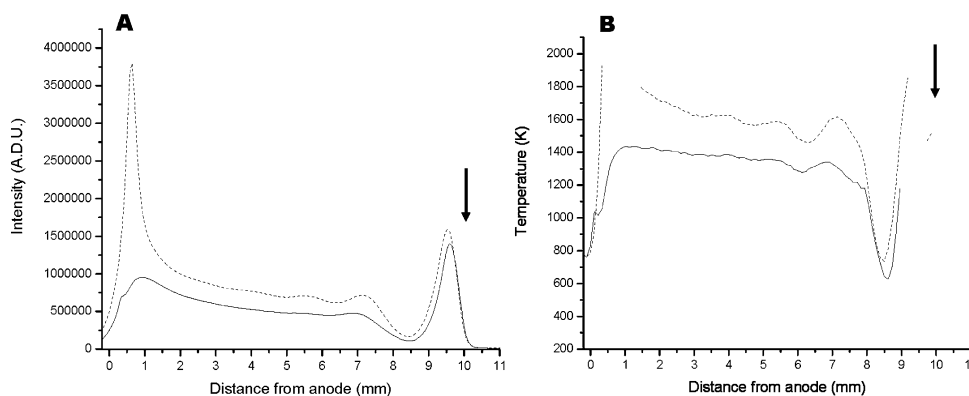 A
Intensity (A.D.U.)
4000000
3500000
3000000
2500000
2000000
1500000
1000000
500000
0
0 1 2 3 4 5 6 7 8 9 10 11
Distance from anode (mm)
B
Temperature (K)
2000
1800
1600
1400
1200
1000
800
600
400
200
0 1 2 3 4 5 6 7 8 9 10 1
Distance from anode (mm)